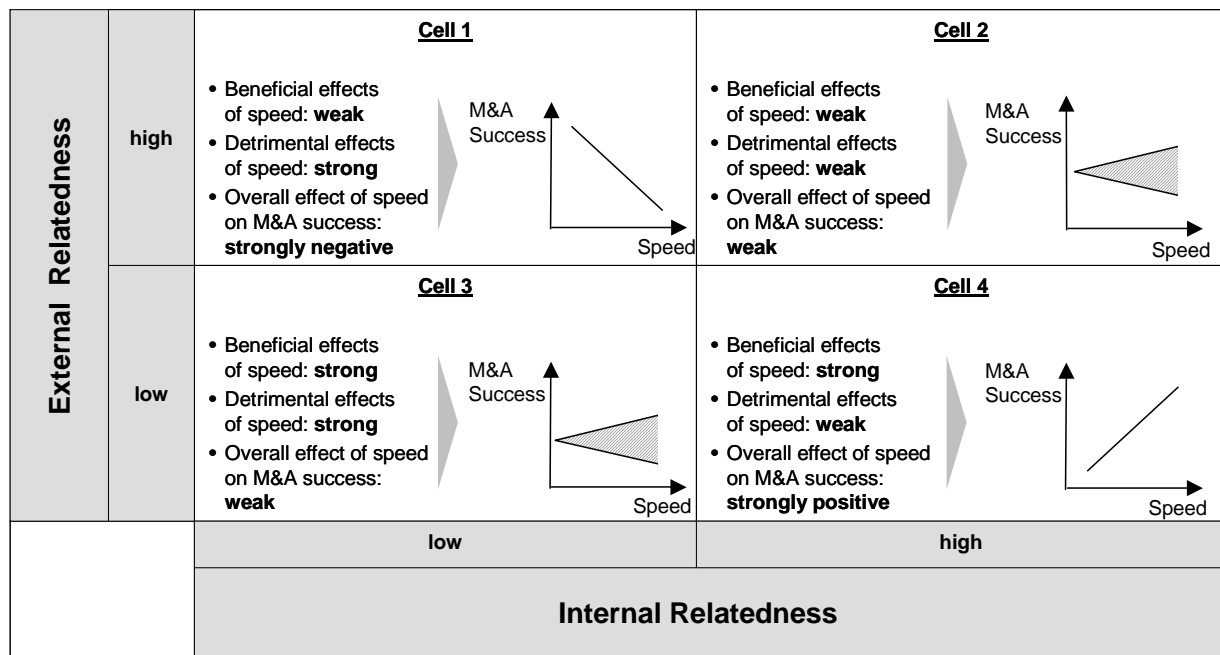 External Relatedness
high
Cell 1
• Beneficial effects
of speed: weak
• Detrimental effects
of speed: strong
• Overall effect of speed
on M&A success:
strongly negative
M&A
Success
Speed
Cell 2
• Beneficial effects
of speed: weak
• Detrimental effects
of speed: weak
• Overall effect of speed
on M&A success:
weak
M&A
Success
Speed
low
Cell 3
• Beneficial effects
of speed: strong
• Detrimental effects
of speed: strong
• Overall effect of speed
on M&A success:
weak
M&A
Success
Speed
Cell 4
• Beneficial effects
of speed: strong
• Detrimental effects
of speed: weak
• Overall effect of speed
on M&A success:
strongly positive
M&A
Success
Speed
low
high
Internal Relatedness